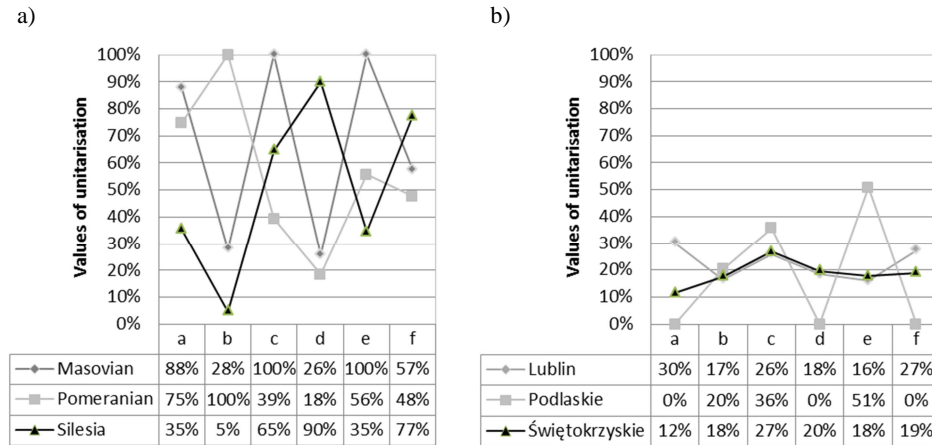 a)
Values of unitarisation
100%
90%
80%
70%
60%
50%
40%
30%
20%
10%
0%
a b c d e f
Masovian 88% 28% 100% 26% 100% 57%
Pomeranian 75% 100% 39% 18% 56% 48%
Silesia 35% 5% 65% 90% 35% 77%
b)
Values of unitarisation
100%
90%
80%
70%
60%
50%
40%
30%
20%
10%
0%
a b c d e f
Lublin 30% 17% 26% 18% 16% 27%
Podlaskie 0% 20% 36% 0% 51% 0%
Świętokrzyskie 12% 18% 27% 20% 18% 19%